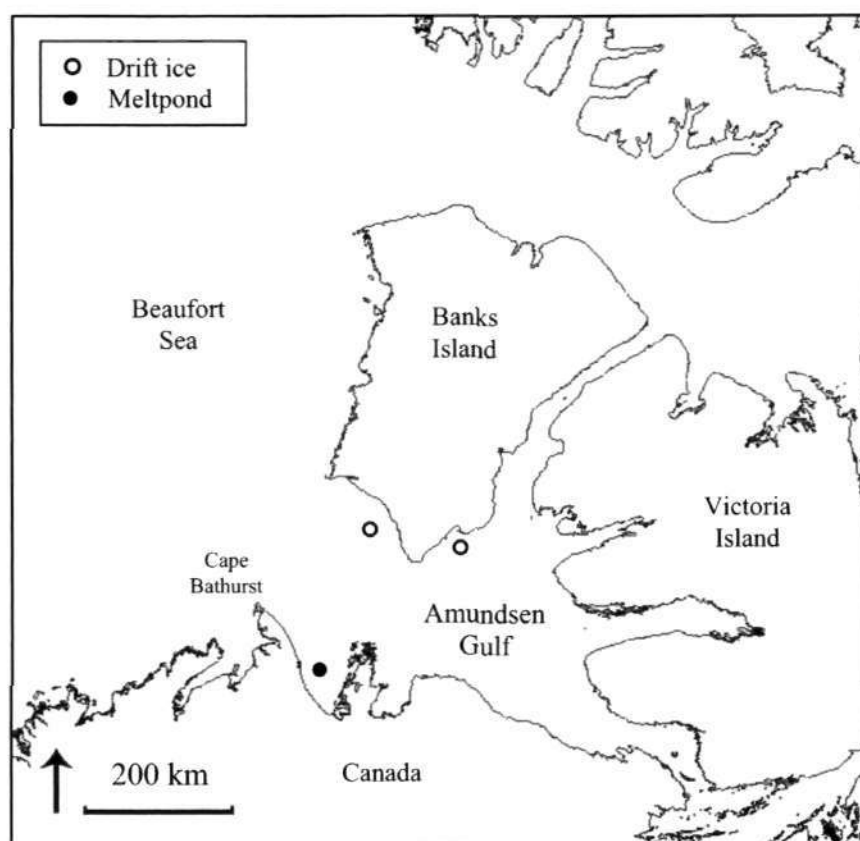 Drift ice
Meltpond
Beaufort
Sea
Banks
Island
Victoria
Island
Cape
Bathurst
Amundsen
Gulf
200 km
Canada